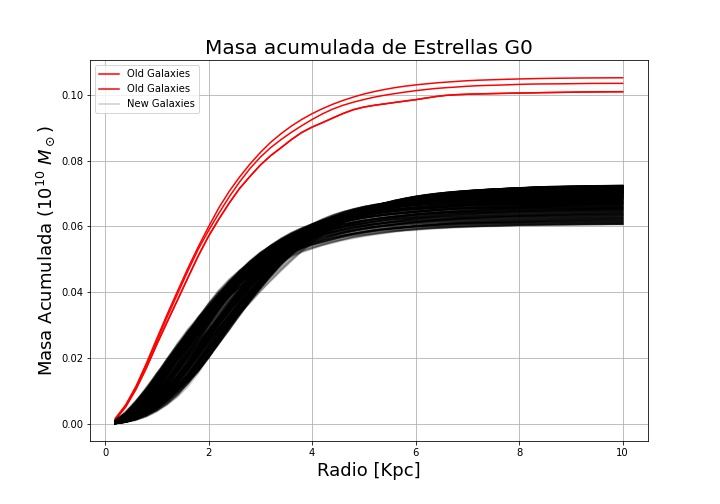 Masa acumulada de Estrellas G0
Old Galaxies
Old Galaxies
New Galaxies
Masa Acumulada (10^{10} M_⊙)
0.10
0.08
0.06
0.04
0.02
0.00
0 2 4 6 8 10
Radio [Kpc]